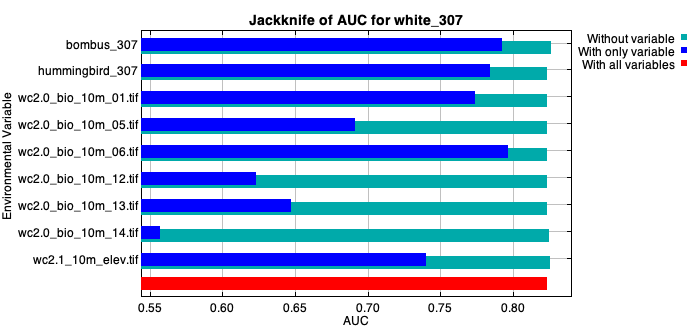 Jackknife of AUC for white_307
Without variable
With only variable
With all variables
Environmental Variable
bombus_307
hummingbird_307
wc2.0_bio_10m_01.tif
wc2.0_bio_10m_05.tif
wc2.0_bio_10m_06.tif
wc2.0_bio_10m_12.tif
wc2.0_bio_10m_13.tif
wc2.0_bio_10m_14.tif
wc2.1_10m_elev.tif
0.55 0.60 0.65 0.70 0.75 0.80
AUC